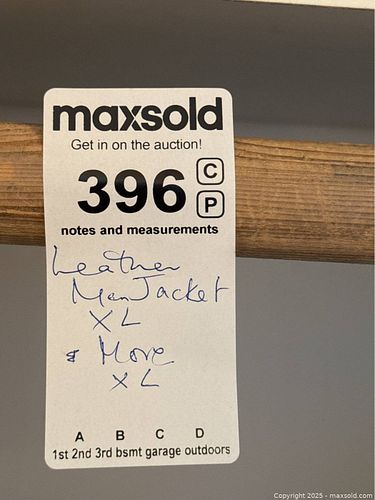 maxsold
Get in on the auction!
396 C
P
notes and measurements
Leather
Men Jacket
XL
& More
XL
A B C D
1st 2nd 3rd bsmt garage outdoors
Copyright 2025 - maxsold.com